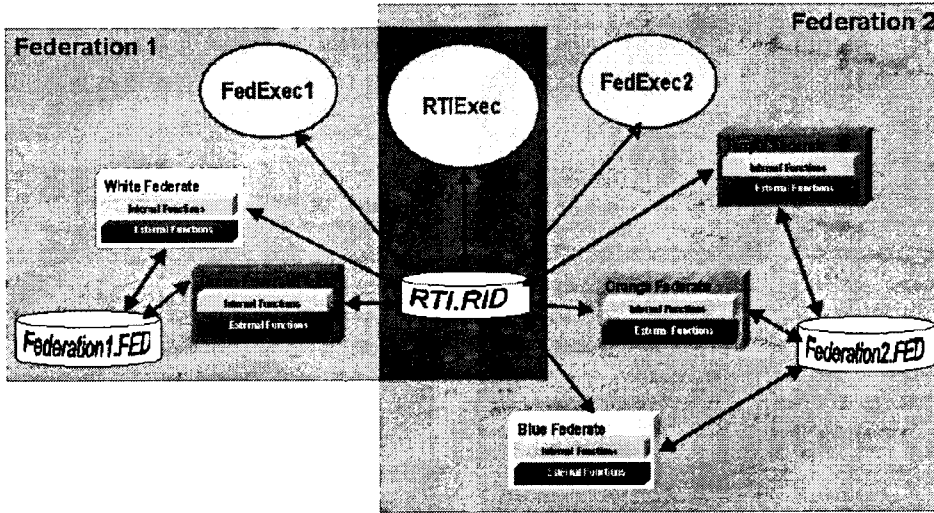 Federation 1
Federation 2
FedExec1
RTIExec
FedExec2
Internal Functions
External Functions
White Federate
Internal Functions
External Functions
RTI.RID
Internal Functions
External Functions
Orange Federate
Internal Functions
External Functions
Federation1.FED
Federation2.FED
Blue Federate
Internal Functions
External Functions